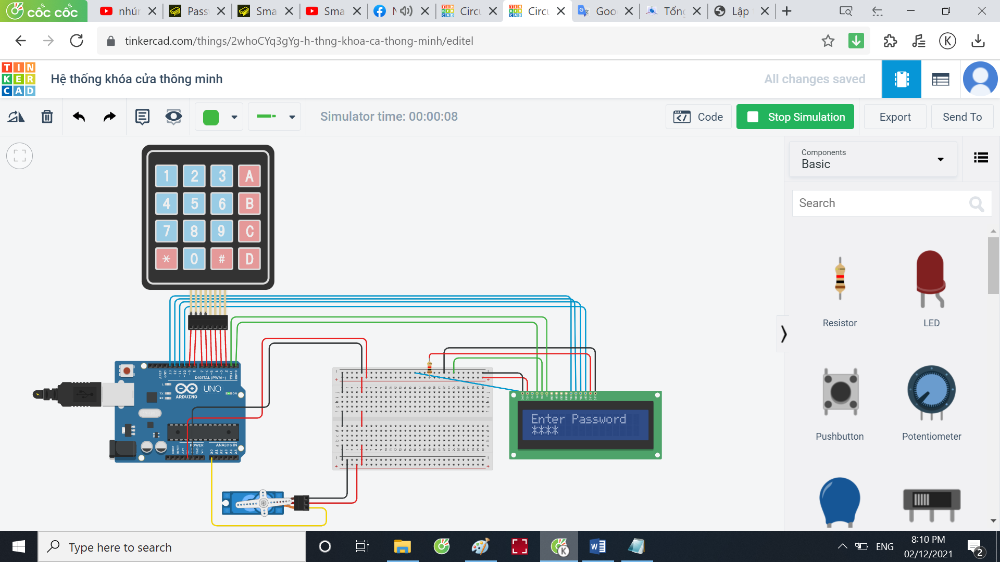 cốc cốc
nhún
Pass
Sma
Sma
Circu
Circu
Goo
Tổng
Lập
tinkercad.com/things/2whoCYq3gYg-h-thng-khoa-ca-thong-minh/editel
K
TINKERCAD
Hệ thống khóa cửa thông minh
All changes saved
Simulator time: 00:00:08
Code
Stop Simulation
Export
Send To
Components
Basic
Search
1 2 3 A
4 5 6 B
7 8 9 C
* 0 # D
Resistor
LED
Pushbutton
Potentiometer
DIGITAL (PWM~)
UNO
ARDUINO
ON
POWER
ANALOG IN
Enter Password
****
Type here to search
ENG
8:10 PM
02/12/2021
2